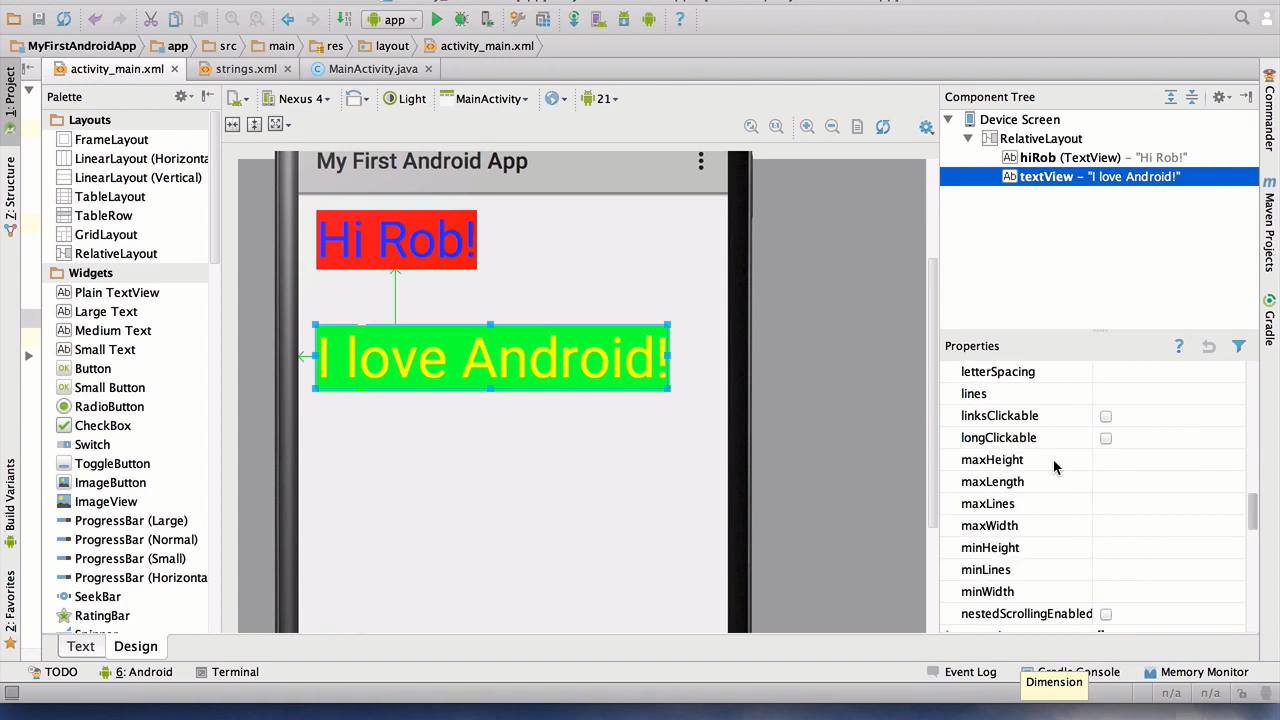 app
MyFirstAndroidApp app src main res layout activity_main.xml
activity_main.xml strings.xml MainActivity.java
1: Project
Z: Structure
Build Variants
2: Favorites
Palette
Layouts
FrameLayout
LinearLayout (Horizonta
LinearLayout (Vertical)
TableLayout
TableRow
GridLayout
RelativeLayout
Widgets
Plain TextView
Large Text
Medium Text
Small Text
Button
Small Button
RadioButton
CheckBox
Switch
ToggleButton
ImageButton
ImageView
ProgressBar (Large)
ProgressBar (Normal)
ProgressBar (Small)
ProgressBar (Horizonta
SeekBar
RatingBar
Nexus 4 Light MainActivity 21
My First Android App
Hi Rob!
I love Android!
Component Tree
Device Screen
RelativeLayout
Ab hiRob (TextView) – "Hi Rob!"
Ab textView – "I love Android!"
Properties
letterSpacing
lines
linksClickable
longClickable
maxHeight
maxLength
maxLines
maxWidth
minHeight
minLines
minWidth
nestedScrollingEnabled
Commander
Maven Projects
Gradle
Text Design
TODO 6: Android Terminal Event Log Gradle Console Memory Monitor
Dimension
n/a n/a